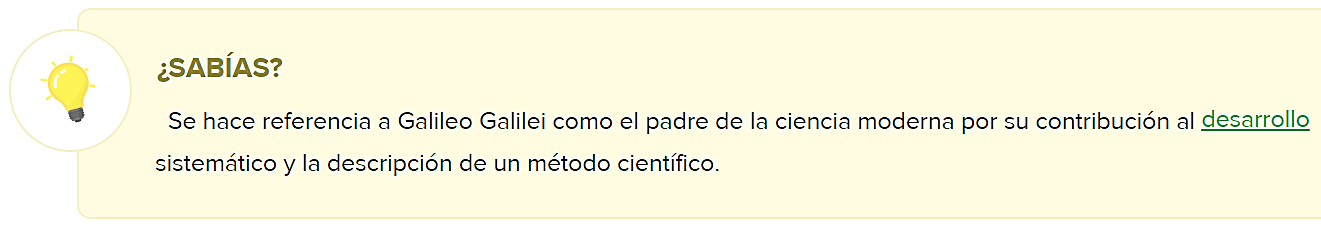 ¿SABÍAS?
Se hace referencia a Galileo Galilei como el padre de la ciencia moderna por su contribución al desarrollo
sistemático y la descripción de un método científico.